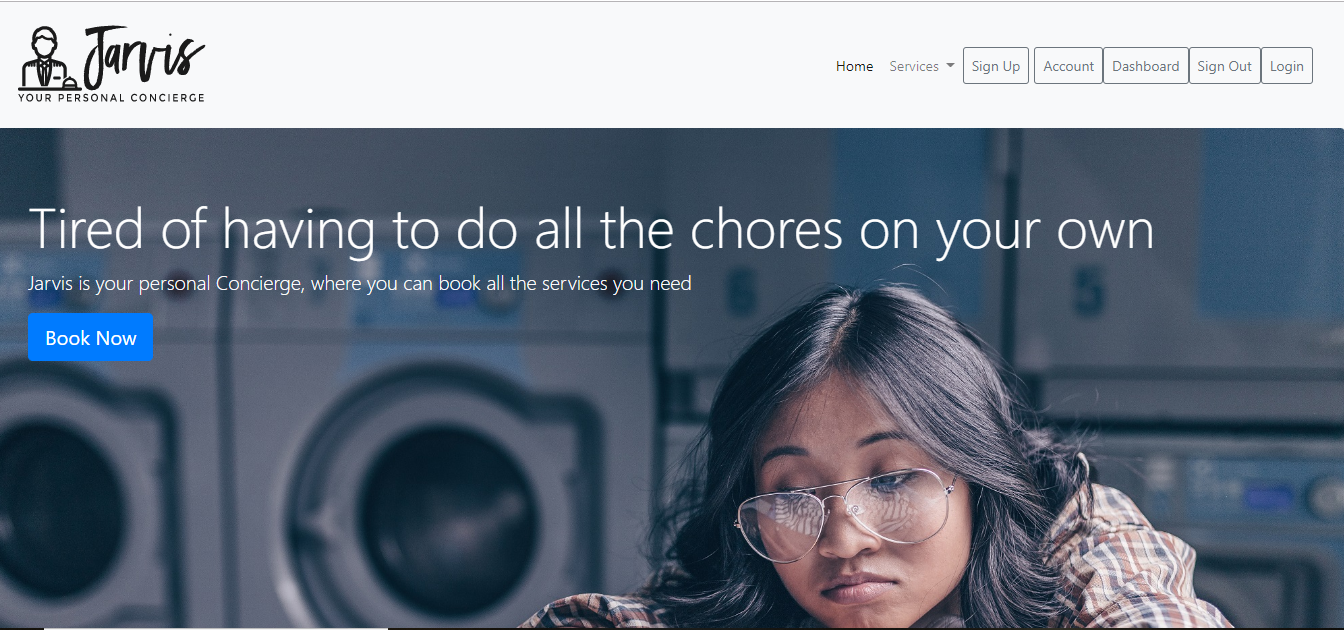 Jarvis
YOUR PERSONAL CONCIERGE
Home Services Sign Up Account Dashboard Sign Out Login
Tired of having to do all the chores on your own
Jarvis is your personal Concierge, where you can book all the services you need
Book Now
6
5